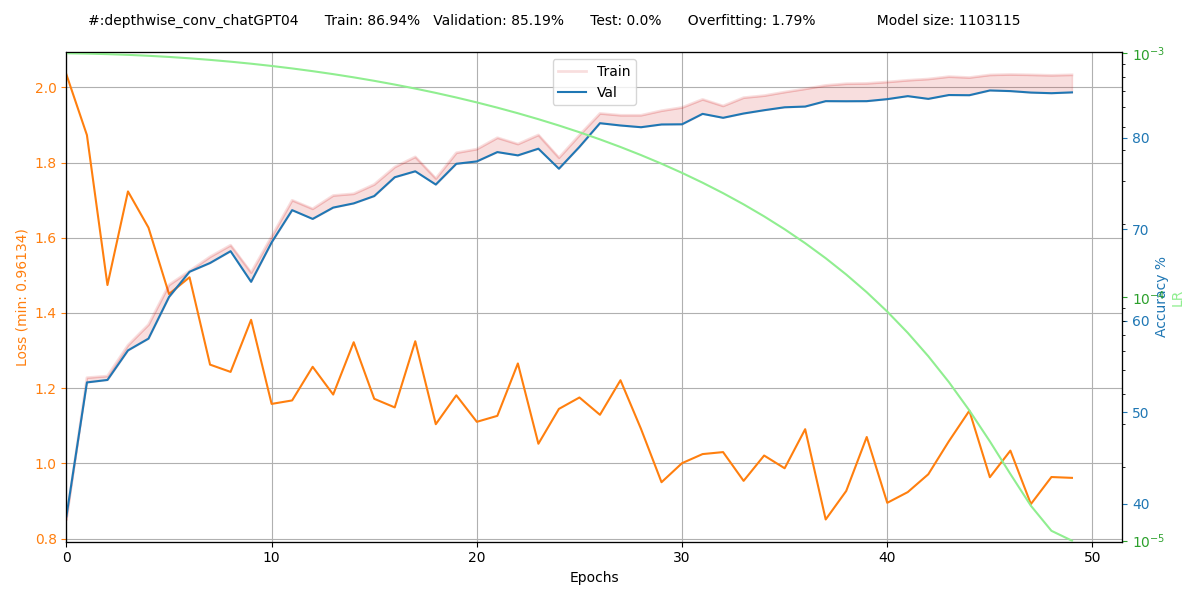 #:depthwise_conv_chatGPT04 Train: 86.94% Validation: 85.19% Test: 0.0% Overfitting: 1.79% Model size: 1103115
Train
Val
2.0
1.8
1.6
1.4
1.2
1.0
0.8
Loss (min: 0.96134)
0 10 20 30 40 50
Epochs
80
70
60
50
40
Accuracy %
10⁻³
10⁻⁵
LR